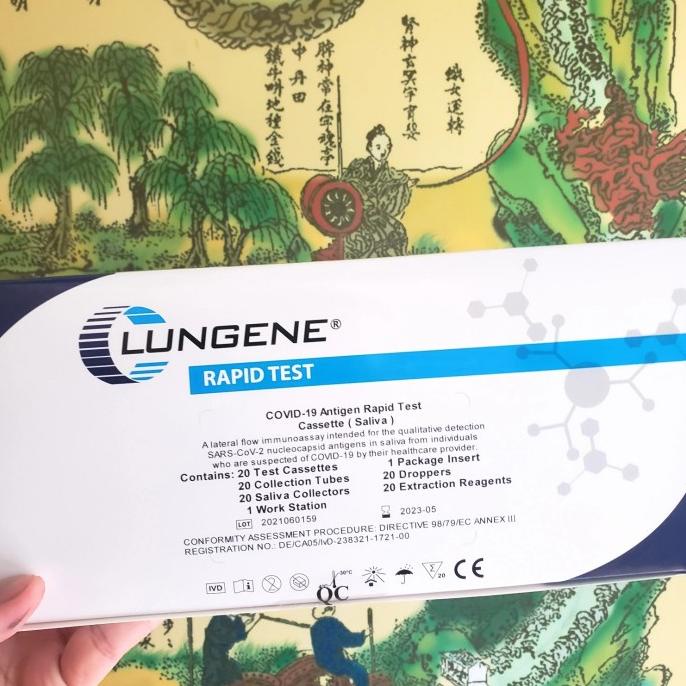 織女運轉
腎神玄冥字育嬰
脾神常在字魂亭
中丹田
鐵牛耕地種金錢
明
LUNGENE®
RAPID TEST
COVID-19 Antigen Rapid Test
Cassette ( Saliva )
A lateral flow immunoassay intended for the qualitative detection
SARS-CoV-2 nucleocapsid antigens in saliva from individuals
who are suspected of COVID-19 by their healthcare provider.
Contains: 20 Test Cassettes 1 Package Insert
20 Collection Tubes 20 Droppers
20 Saliva Collectors 20 Extraction Reagents
1 Work Station
LOT 2021060159 2023-05
CONFORMITY ASSESSMENT PROCEDURE: DIRECTIVE 98/79/EC ANNEX III
REGISTRATION NO.: DE/CA05/IvD-238321-1721-00
IVD 30°C 20 CE
QC